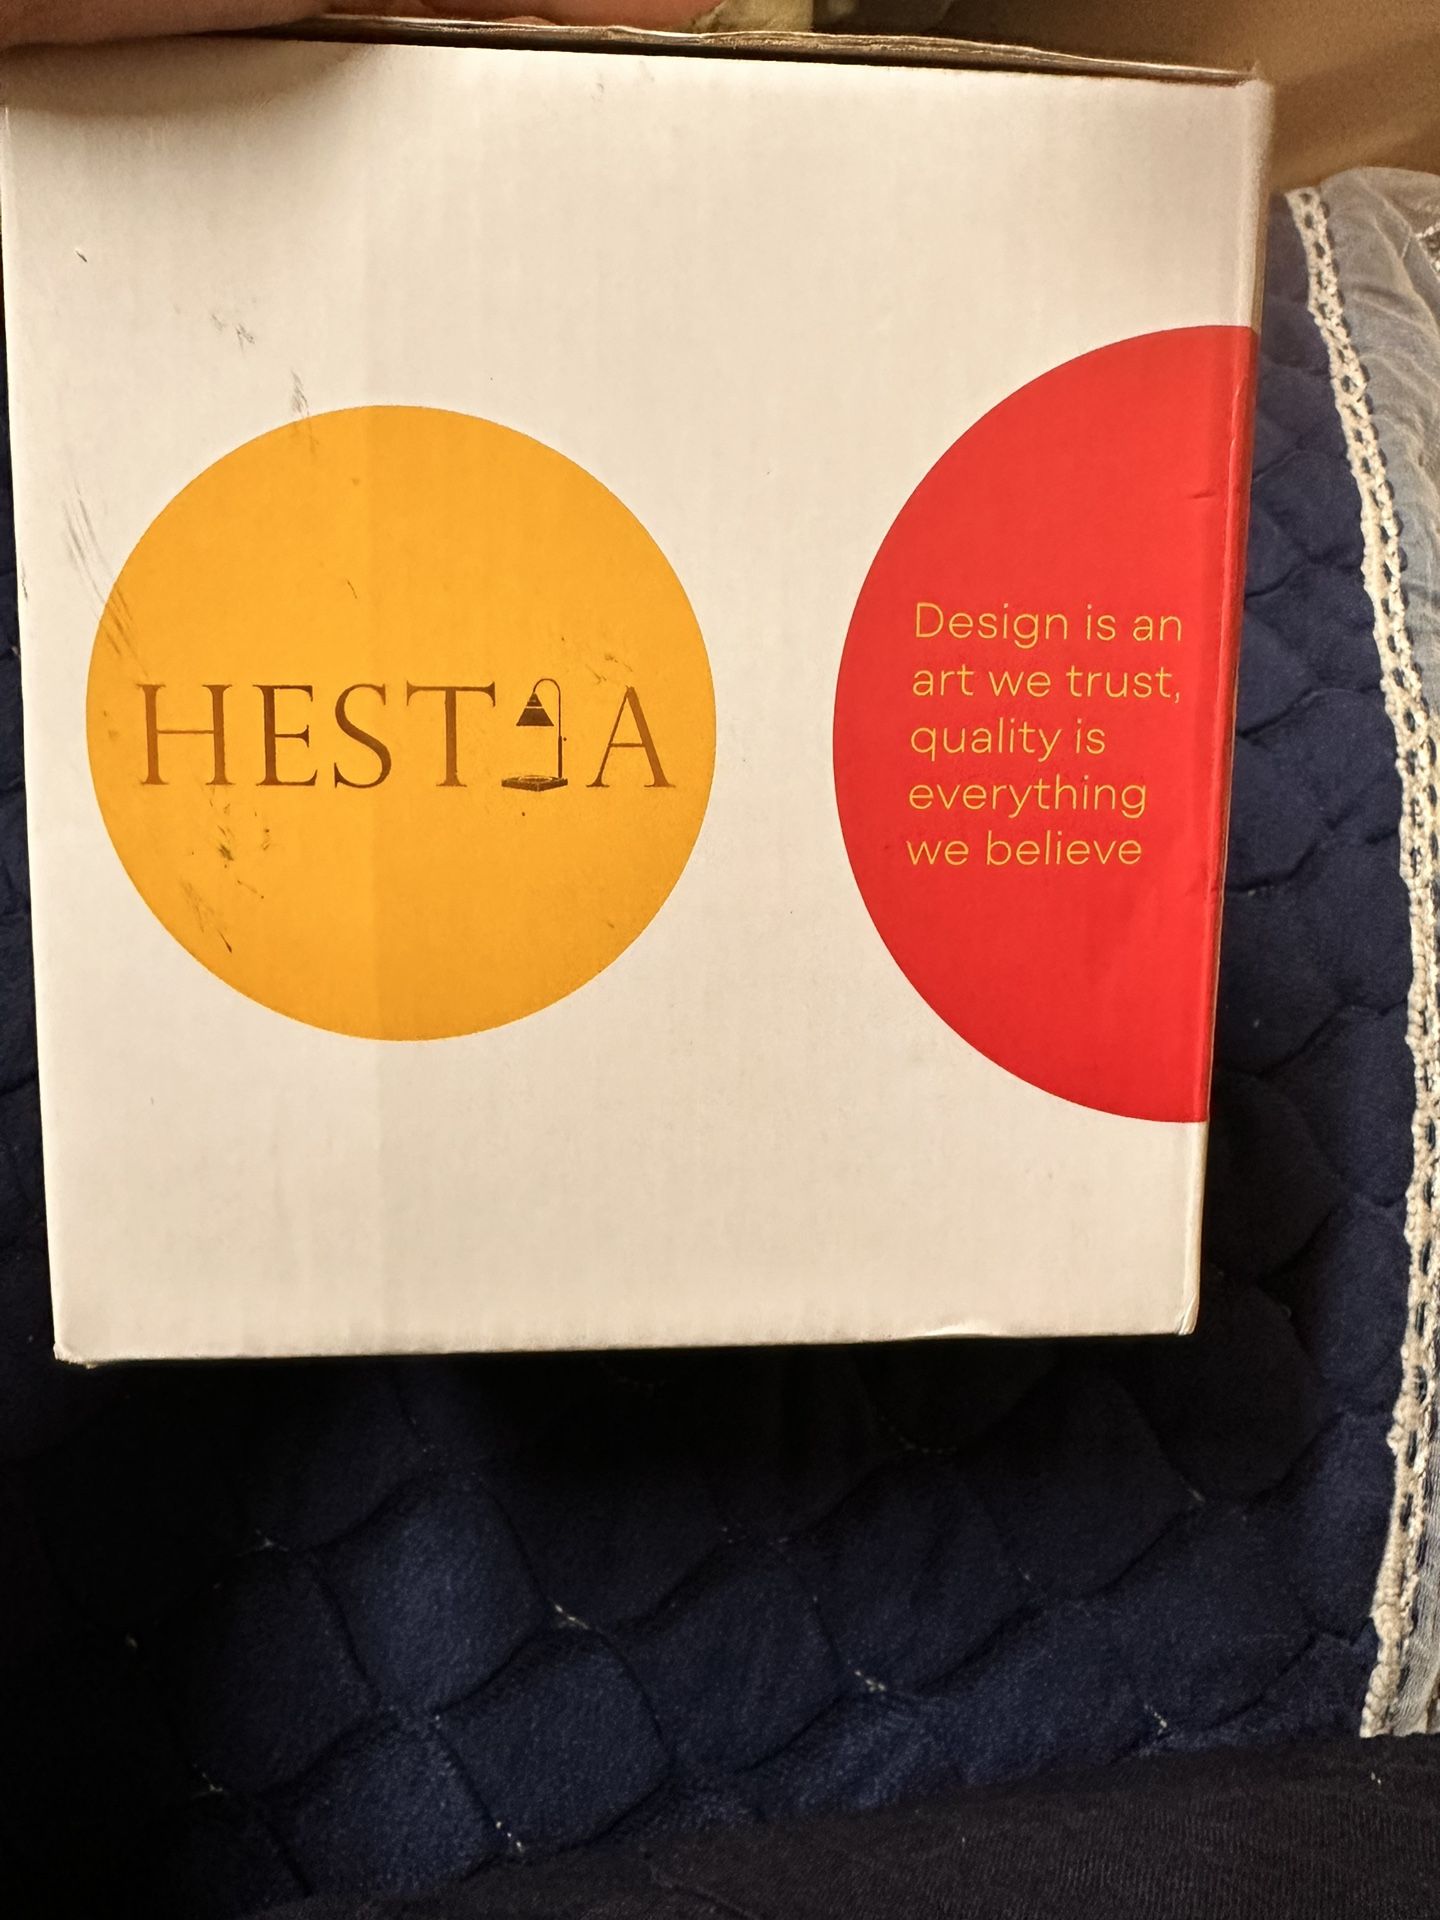 HESTIA
Design is an
art we trust,
quality is
everything
we believe